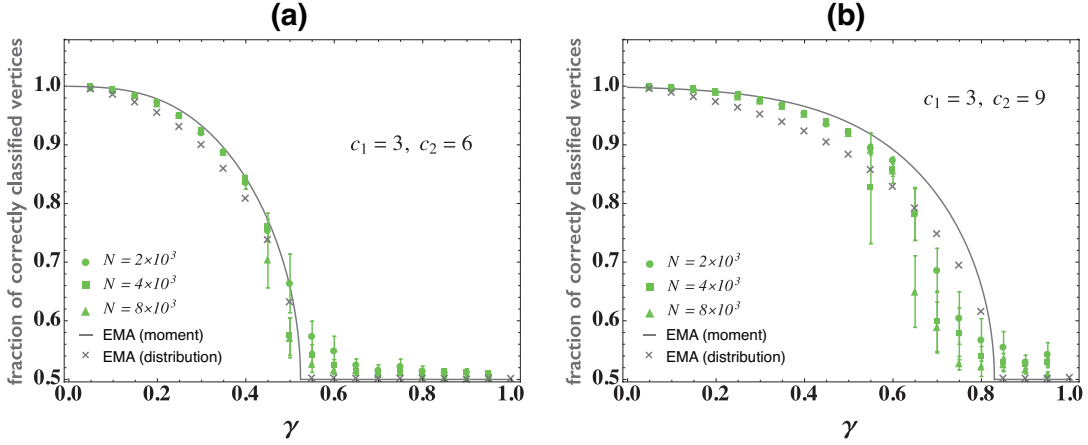 (a)
fraction of correctly classified vertices
1.0
0.9
0.8
0.7
0.6
0.5
c₁ = 3, c₂ = 6
N = 2×10³
N = 4×10³
N = 8×10³
EMA (moment)
EMA (distribution)
0.0 0.2 0.4 0.6 0.8 1.0
γ
(b)
fraction of correctly classified vertices
1.0
0.9
0.8
0.7
0.6
0.5
c₁ = 3, c₂ = 9
N = 2×10³
N = 4×10³
N = 8×10³
EMA (moment)
EMA (distribution)
0.0 0.2 0.4 0.6 0.8 1.0
γ